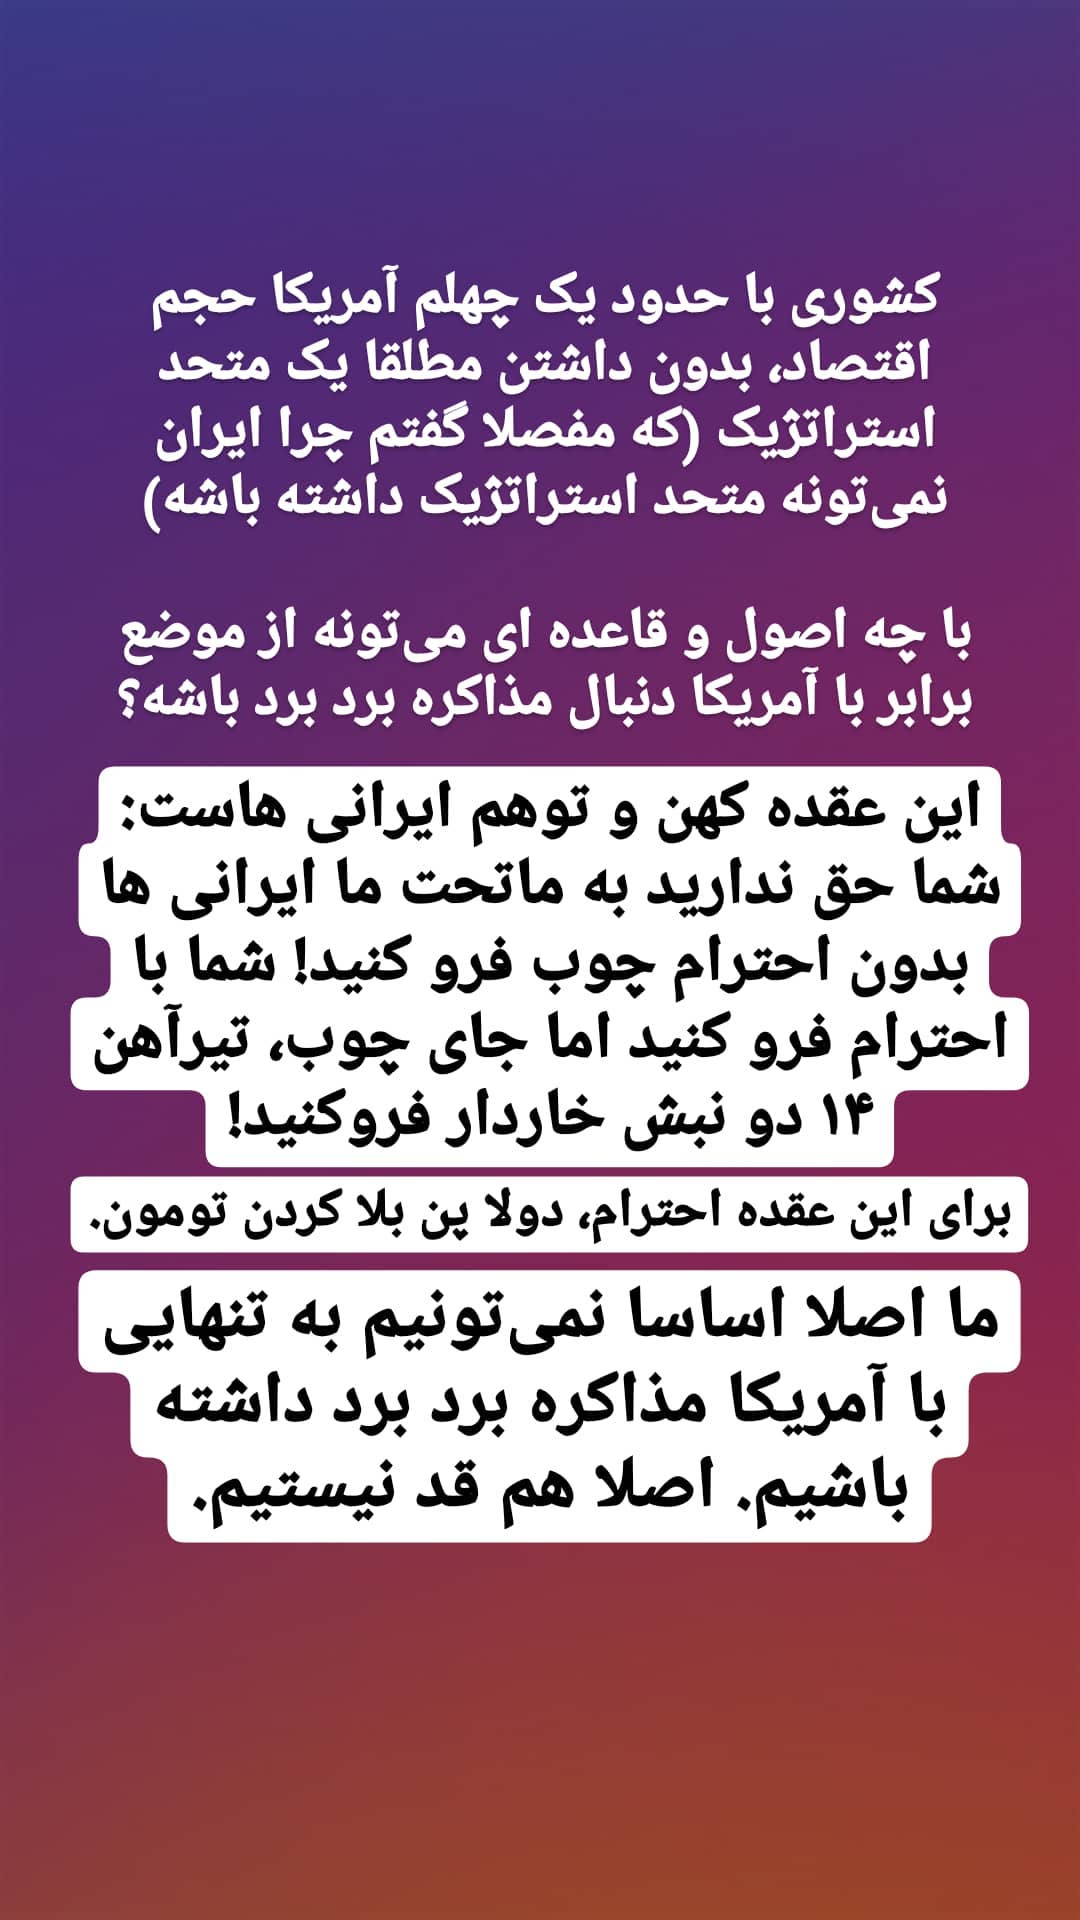 کشوری با حدود یک چهلم آمریکا حجم
اقتصاد، بدون داشتن مطلقا یک متحد
استراتژیک (که مفصلا گفتم چرا ایران
نمی‌تونه متحد استراتژیک داشته باشه)
با چه اصول و قاعده ای می‌تونه از موضع
برابر با آمریکا دنبال مذاکره برد برد باشه؟
این عقده کهن و توهم ایرانی هاست:
شما حق ندارید به ماتحت ما ایرانی ها
بدون احترام چوب فرو کنید! شما با
احترام فرو کنید اما جای چوب، تیرآهن
۱۴ دو نبش خاردار فروکنید!
برای این عقده احترام، دولا پن بلا کردن تومون.
ما اصلا اساسا نمی‌تونیم به تنهایی
با آمریکا مذاکره برد برد داشته
باشیم. اصلا هم قد نیستیم.